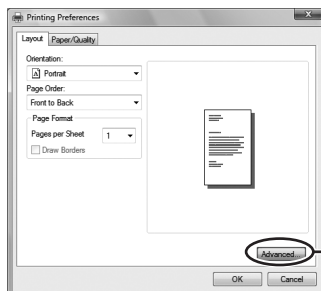 Printing Preferences
Layout Paper/Quality
Orientation:
A Portrait
Page Order:
Front to Back
Page Format
Pages per Sheet 1
Draw Borders
Advanced...
OK Cancel